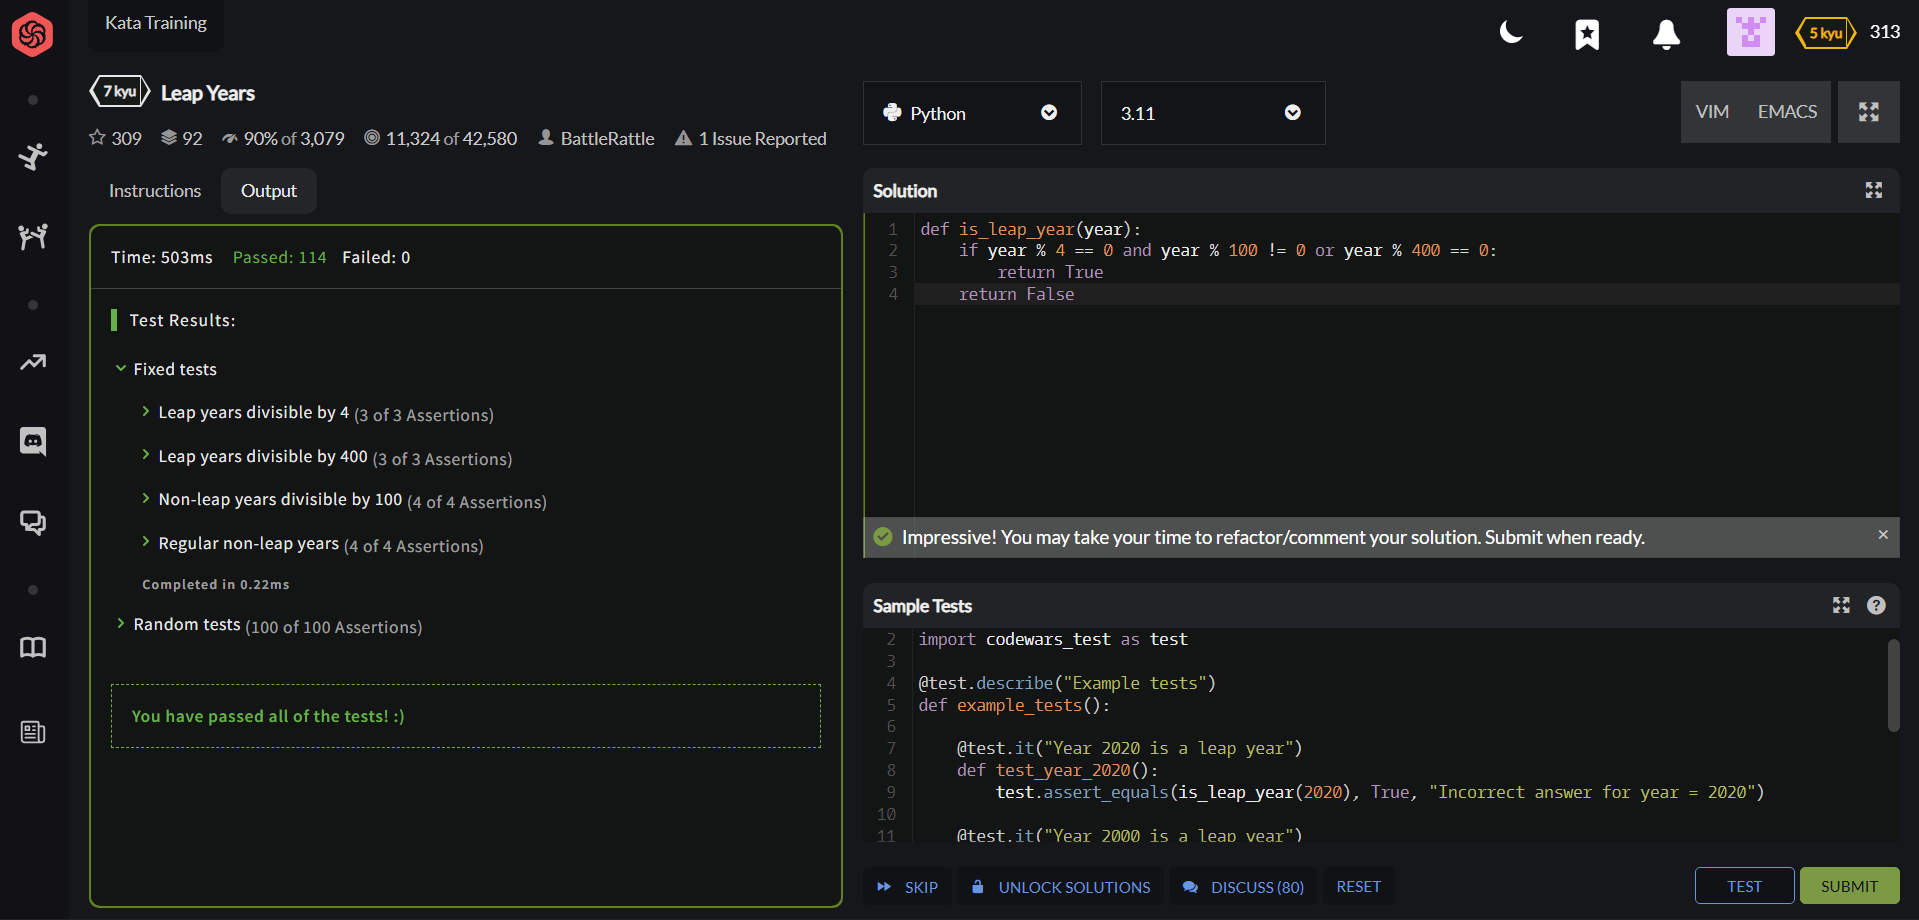 Kata Training
5 kyu 313
7 kyu Leap Years
309 92 90% of 3,079 11,324 of 42,580 BattleRattle 1 Issue Reported
Instructions Output
Time: 503ms Passed: 114 Failed: 0
Test Results:
Fixed tests
Leap years divisible by 4 (3 of 3 Assertions)
Leap years divisible by 400 (3 of 3 Assertions)
Non-leap years divisible by 100 (4 of 4 Assertions)
Regular non-leap years (4 of 4 Assertions)
Completed in 0.22ms
Random tests (100 of 100 Assertions)
You have passed all of the tests! :)
Python 3.11 VIM EMACS
Solution
1 def is_leap_year(year):
2     if year % 4 == 0 and year % 100 != 0 or year % 400 == 0:
3         return True
4     return False
Impressive! You may take your time to refactor/comment your solution. Submit when ready. ×
Sample Tests ?
2 import codewars_test as test
3
4 @test.describe("Example tests")
5 def example_tests():
6
7     @test.it("Year 2020 is a leap year")
8     def test_year_2020():
9         test.assert_equals(is_leap_year(2020), True, "Incorrect answer for year = 2020")
10
11     @test.it("Year 2000 is a leap year")
SKIP UNLOCK SOLUTIONS DISCUSS (80) RESET TEST SUBMIT